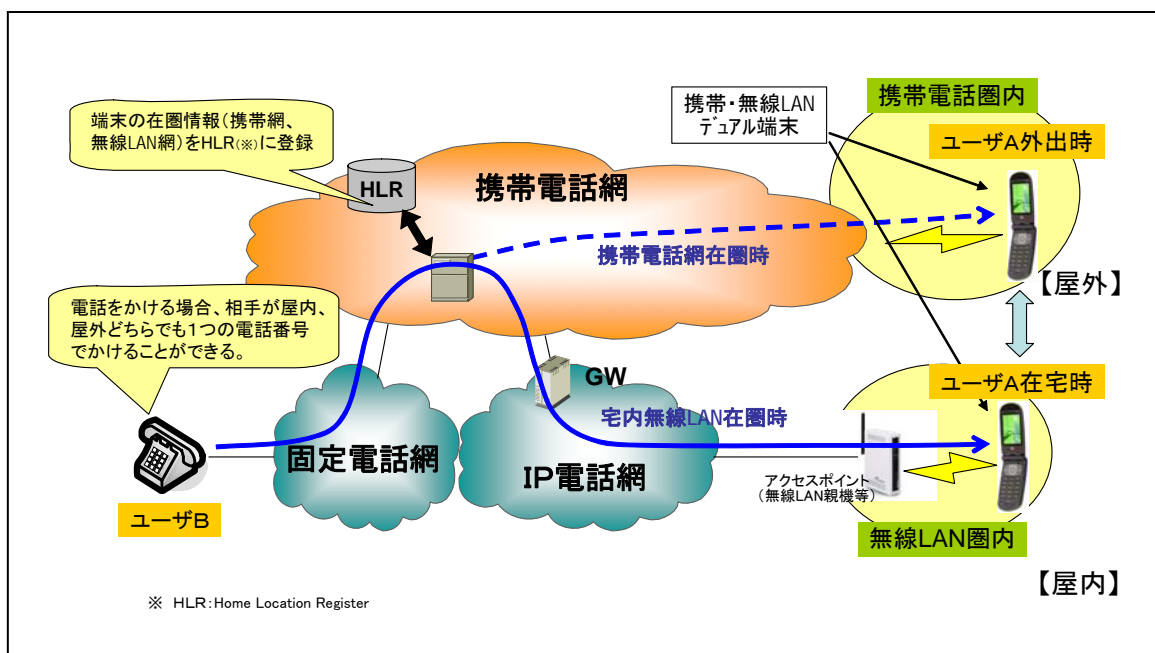 端末の在圏情報(携帯網、
無線LAN網)をHLR(※)に登録
携帯・無線LAN
デュアル端末
携帯電話圏内
ユーザA外出時
HLR
携帯電話網
携帯電話網在圏時
【屋外】
電話をかける場合、相手が屋内、
屋外どちらでも1つの電話番号
でかけることができる。
GW
ユーザA在宅時
宅内無線LAN在圏時
固定電話網
IP電話網
アクセスポイント
(無線LAN親機等)
ユーザB
無線LAN圏内
【屋内】
※ HLR:Home Location Register